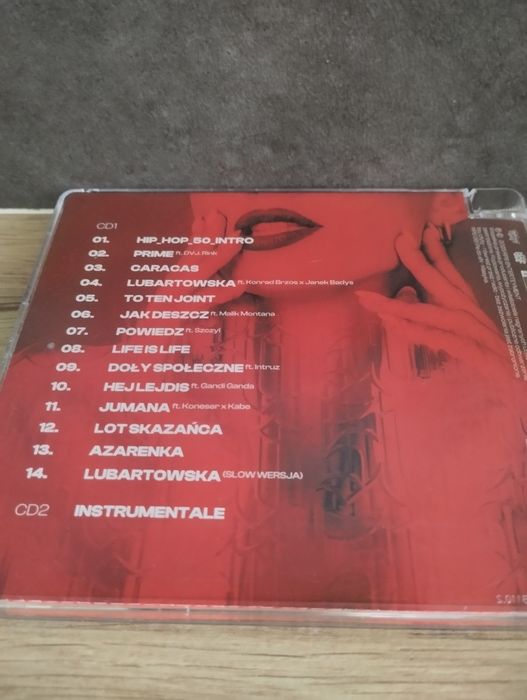 CD1
01. HIP_HOP_50_INTRO
02. PRIME ft. DVJ. Rink
03. CARACAS
04. LUBARTOWSKA ft. Konrad Brzos x Janek Badys
05. TO TEN JOINT
06. JAK DESZCZ ft. Malik Montana
07. POWIEDZ ft. Szczyl
08. LIFE IS LIFE
09. DOŁY SPOŁECZNE ft. Intruz
10. HEJ LEJDIS ft. Gandi Ganda
11. JUMANA ft. Koneser x Kabe
12. LOT SKAZAŃCA
13. AZARENKA
14. LUBARTOWSKA (SLOW WERSJA)
CD2 INSTRUMENTALE